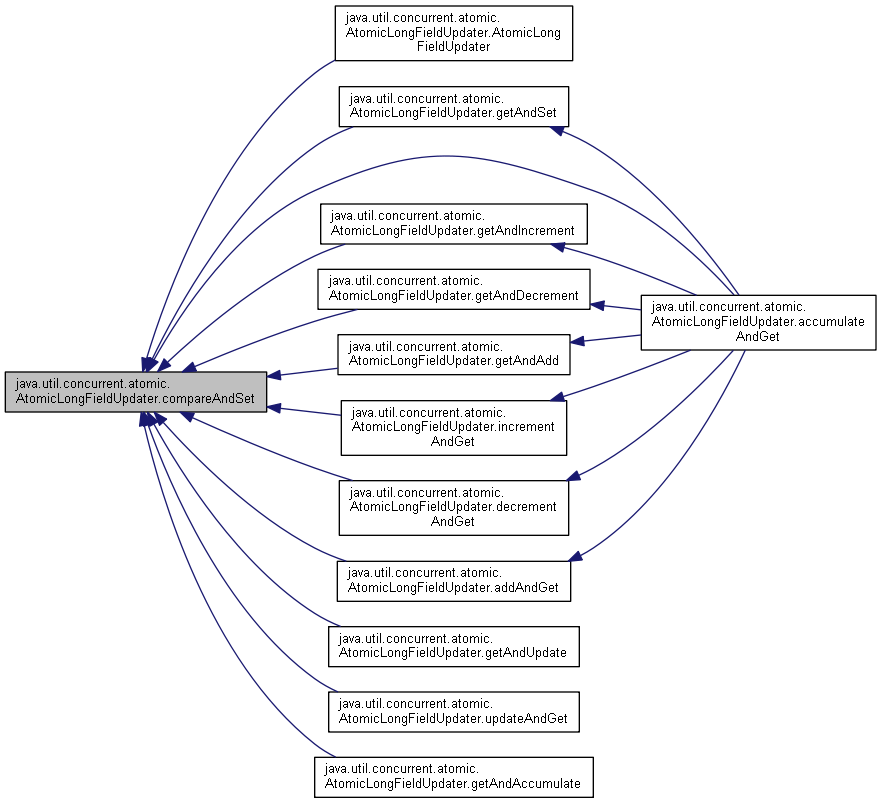 java.util.concurrent.atomic.
AtomicLongFieldUpdater.AtomicLong
FieldUpdater
java.util.concurrent.atomic.
AtomicLongFieldUpdater.getAndSet
java.util.concurrent.atomic.
AtomicLongFieldUpdater.getAndIncrement
java.util.concurrent.atomic.
AtomicLongFieldUpdater.getAndDecrement
java.util.concurrent.atomic.
AtomicLongFieldUpdater.accumulate
AndGet
java.util.concurrent.atomic.
AtomicLongFieldUpdater.getAndAdd
java.util.concurrent.atomic.
AtomicLongFieldUpdater.compareAndSet
java.util.concurrent.atomic.
AtomicLongFieldUpdater.increment
AndGet
java.util.concurrent.atomic.
AtomicLongFieldUpdater.decrement
AndGet
java.util.concurrent.atomic.
AtomicLongFieldUpdater.addAndGet
java.util.concurrent.atomic.
AtomicLongFieldUpdater.getAndUpdate
java.util.concurrent.atomic.
AtomicLongFieldUpdater.updateAndGet
java.util.concurrent.atomic.
AtomicLongFieldUpdater.getAndAccumulate